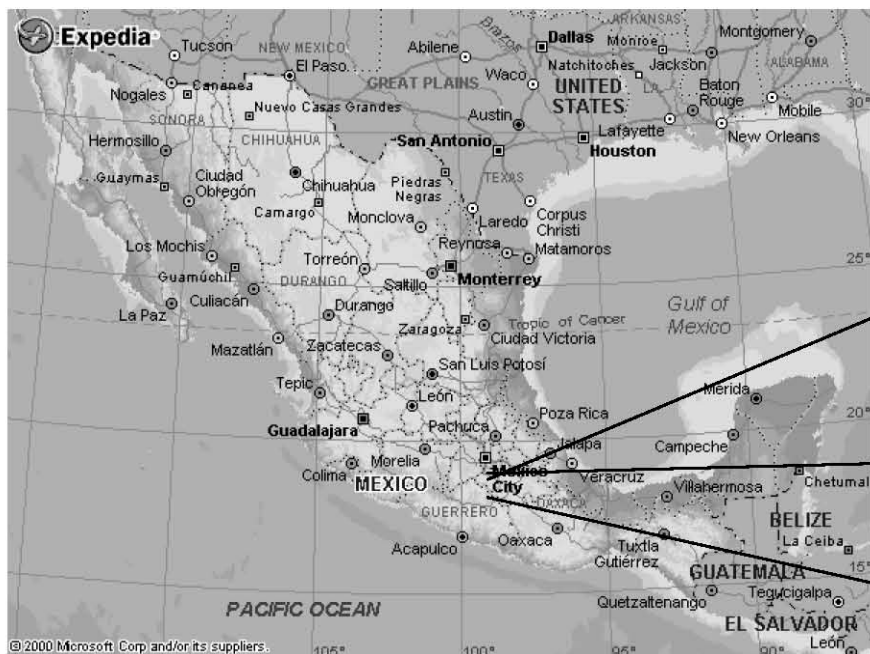 Expedia
Tucson
NEW MEXICO
El Paso
Abilene
Brazos
Dallas
ARKANSAS
Monroe
Montgomery
Natchitoches
Jackson
ALABAMA
Cananea
Nogales
GREAT PLAINS
Waco
UNITED
STATES
LA.
Baton
Rouge
Mobile
30°
Nuevo Casas Grandes
SONORA
Austin
Lafayette
New Orleans
Hermosillo
CHIHUAHUA
San Antonio
Houston
Guaymas
Ciudad
Obregón
Chihuahua
Piedras
Negras
TEXAS
Camargo
Monclova
Laredo
Corpus
Christi
Los Mochis
Reynosa
Matamoros
Torreón
25°
Guamúchil
DURANGO
Saltillo
Monterrey
La Paz
Culiacán
Durango
Gulf of
Mexico
Zaragoza
Tropic of Cancer
Ciudad Victoria
Mazatlán
Zacatecas
San Luis Potosí
Tepic
Merida
León
Poza Rica
20°
Guadalajara
Pachuca
Jalapa
Campeche
Colima
Morelia
Mexico
City
Veracruz
Chetumal
MEXICO
Villahermosa
GUERRERO
OAXACA
BELIZE
Acapulco
Oaxaca
Tuxtla
Gutiérrez
La Ceiba
GUATEMALA
15°
Quetzaltenango
Tegucigalpa
PACIFIC OCEAN
EL SALVADOR
León
© 2000 Microsoft Corp and/or its suppliers.
105°
100°
95°
90°